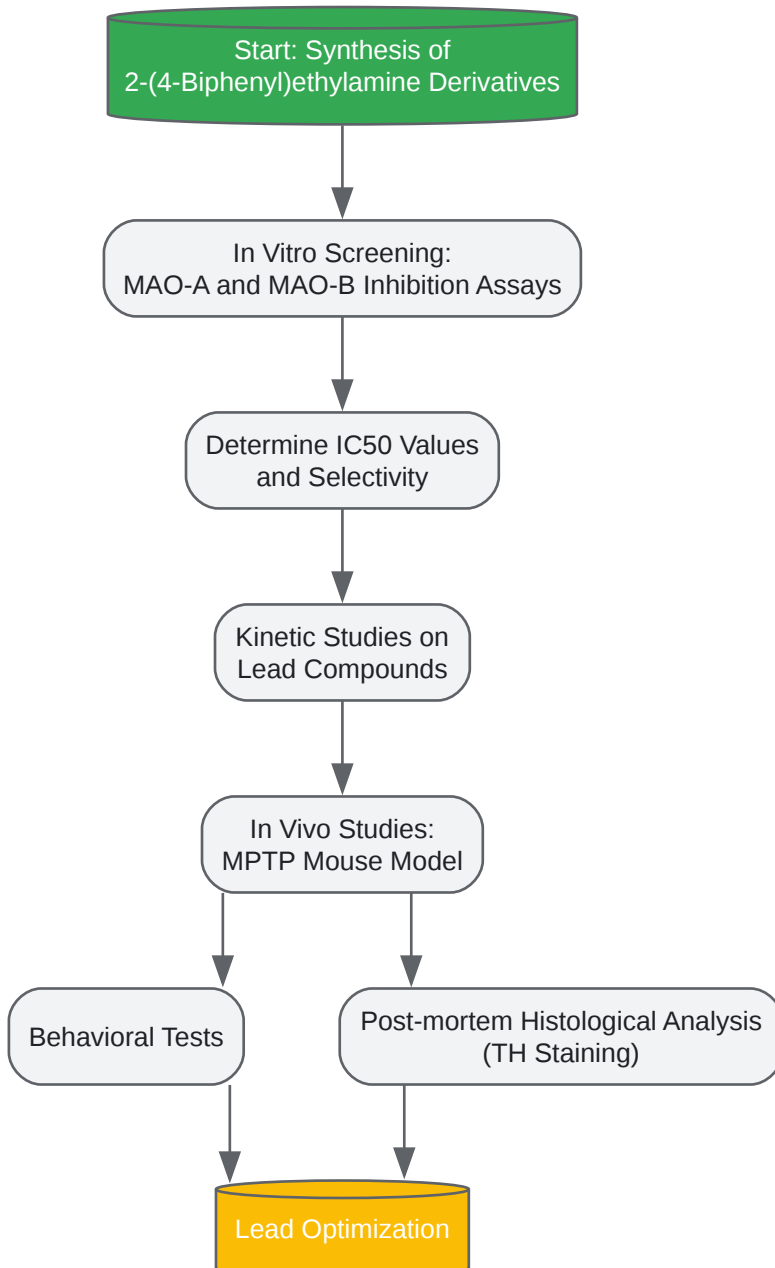 Start: Synthesis of
2-(4-Biphenyl)ethylamine Derivatives
In Vitro Screening:
MAO-A and MAO-B Inhibition Assays
Determine IC50 Values
and Selectivity
Kinetic Studies on
Lead Compounds
In Vivo Studies:
MPTP Mouse Model
Behavioral Tests
Post-mortem Histological Analysis
(TH Staining)
Lead Optimization